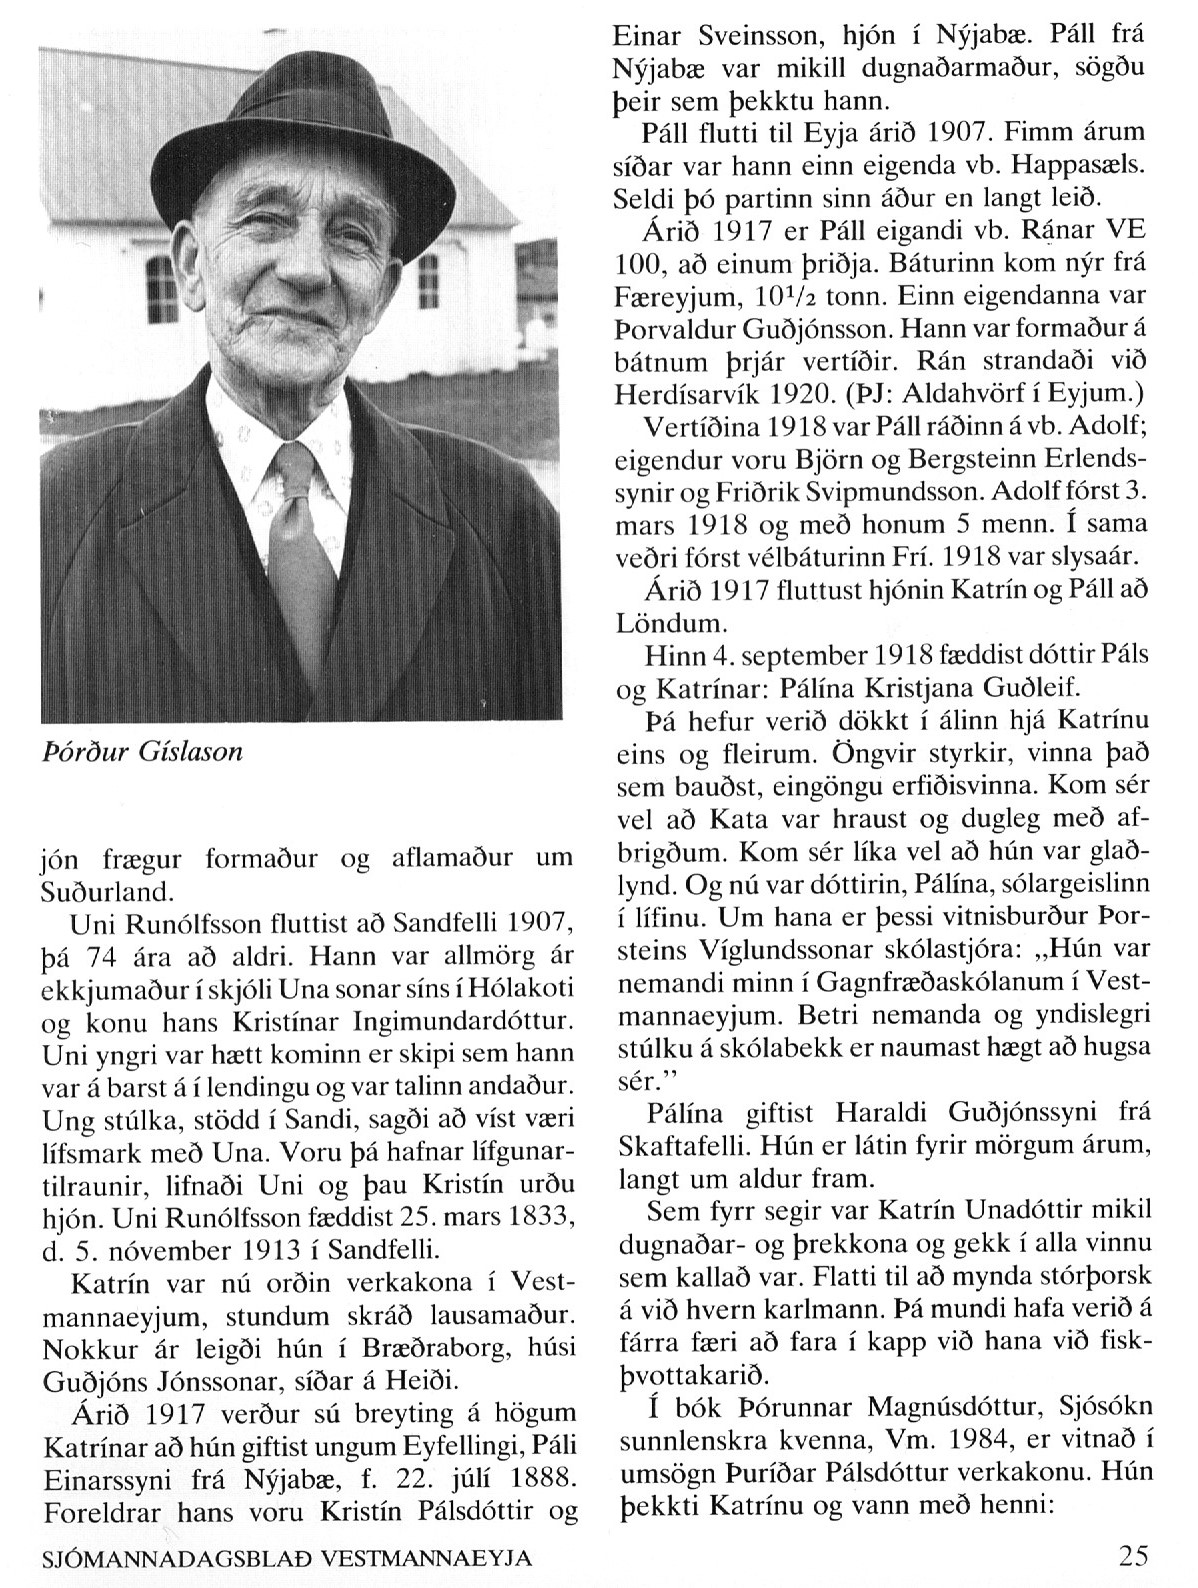 Þórður Gíslason
jón frægur formaður og aflamaður um
Suðurland.
Uni Runólfsson fluttist að Sandfelli 1907,
þá 74 ára að aldri. Hann var allmörg ár
ekkjumaður í skjóli Una sonar síns í Hólakoti
og konu hans Kristínar Ingimundardóttur.
Uni yngri var hætt kominn er skipi sem hann
var á barst á í lendingu og var talinn andaður.
Ung stúlka, stödd í Sandi, sagði að víst væri
lífsmark með Una. Voru þá hafnar lífgunar-
tilraunir, lifnaði Uni og þau Kristín urðu
hjón. Uni Runólfsson fæddist 25. mars 1833,
d. 5. nóvember 1913 í Sandfelli.
Katrín var nú orðin verkakona í Vest-
mannaeyjum, stundum skráð lausamaður.
Nokkur ár leigði hún í Bræðraborg, húsi
Guðjóns Jónssonar, síðar á Heiði.
Árið 1917 verður sú breyting á högum
Katrínar að hún giftist ungum Eyfellingi, Páli
Einarssyni frá Nýjabæ, f. 22. júlí 1888.
Foreldrar hans voru Kristín Pálsdóttir og
Einar Sveinsson, hjón í Nýjabæ. Páll frá
Nýjabæ var mikill dugnaðarmaður, sögðu
þeir sem þekktu hann.
Páll flutti til Eyja árið 1907. Fimm árum
síðar var hann einn eigenda vb. Happasæls.
Seldi þó partinn sinn áður en langt leið.
Árið 1917 er Páll eigandi vb. Ránar VE
100, að einum þriðja. Báturinn kom nýr frá
Færeyjum, 10½ tonn. Einn eigendanna var
Þorvaldur Guðjónsson. Hann var formaður á
bátnum þrjár vertíðir. Rán strandaði við
Herdísarvík 1920. (ÞJ: Aldahvörf í Eyjum.)
Vertíðina 1918 var Páll ráðinn á vb. Adolf;
eigendur voru Björn og Bergsteinn Erlends-
synir og Friðrik Svipmundsson. Adolf fórst 3.
mars 1918 og með honum 5 menn. Í sama
veðri fórst vélbáturinn Frí. 1918 var slysaár.
Árið 1917 fluttust hjónin Katrín og Páll að
Löndum.
Hinn 4. september 1918 fæddist dóttir Páls
og Katrínar: Pálína Kristjana Guðleif.
Þá hefur verið dökkt í álinn hjá Katrínu
eins og fleirum. Öngvir styrkir, vinna það
sem bauðst, eingöngu erfiðisvinna. Kom sér
vel að Kata var hraust og dugleg með af-
brigðum. Kom sér líka vel að hún var glað-
lynd. Og nú var dóttirin, Pálína, sólargeislinn
í lífinu. Um hana er þessi vitnisburður Þor-
steins Víglundssonar skólastjóra: „Hún var
nemandi minn í Gagnfræðaskólanum í Vest-
mannaeyjum. Betri nemanda og yndislegri
stúlku á skólabekk er naumast hægt að hugsa
sér.”
Pálína giftist Haraldi Guðjónssyni frá
Skaftafelli. Hún er látin fyrir mörgum árum,
langt um aldur fram.
Sem fyrr segir var Katrín Unadóttir mikil
dugnaðar- og þrekkona og gekk í alla vinnu
sem kallað var. Flatti til að mynda stórþorsk
á við hvern karlmann. Þá mundi hafa verið á
fárra færi að fara í kapp við hana við fisk-
þvottakarið.
Í bók Þórunnar Magnúsdóttur, Sjósókn
sunnlenskra kvenna, Vm. 1984, er vitnað í
umsögn Þuríðar Pálsdóttur verkakonu. Hún
þekkti Katrínu og vann með henni:
SJÓMANNADAGSBLAÐ VESTMANNAEYJA
25